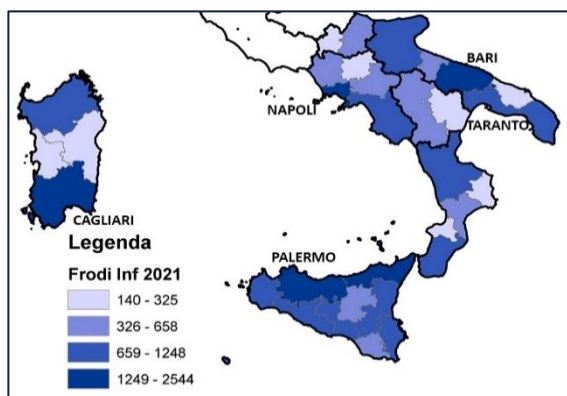 BARI
NAPOLI
TARANTO
CAGLIARI
Legenda
PALERMO
Frodi Inf 2021
140 - 325
326 - 658
659 - 1248
1249 - 2544